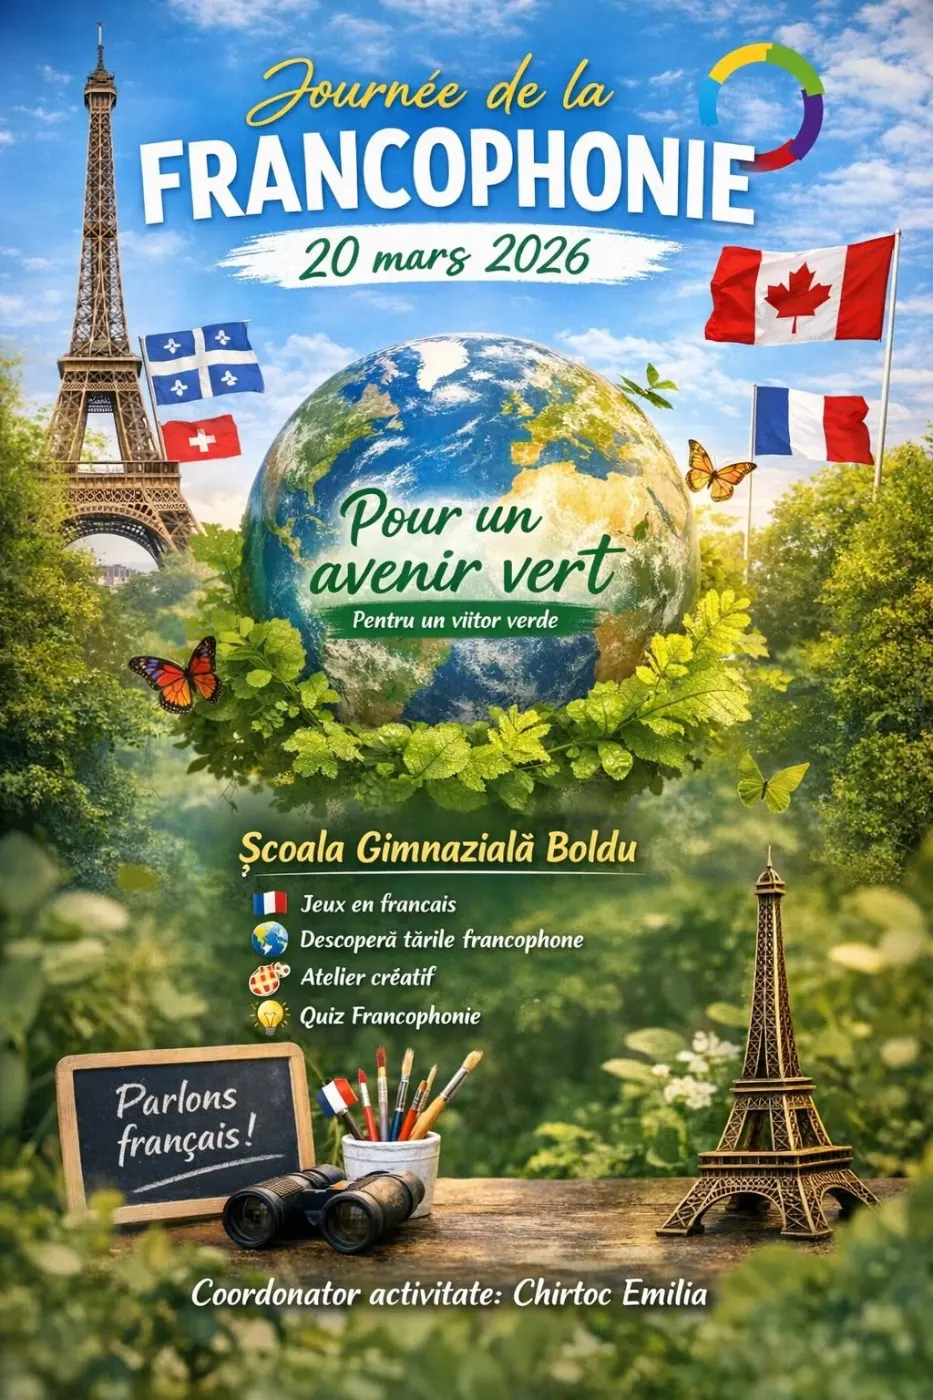 Journée de la
FRANCOPHONIE
20 mars 2026
Pour un
avenir vert
Pentru un viitor verde
Școala Gimnazială Boldu
Jeux en francais
Descoperă tările francophone
Atelier créatif
Quiz Francophonie
Parlons
français!
Coordonator activitate: Chirtoc Emilia